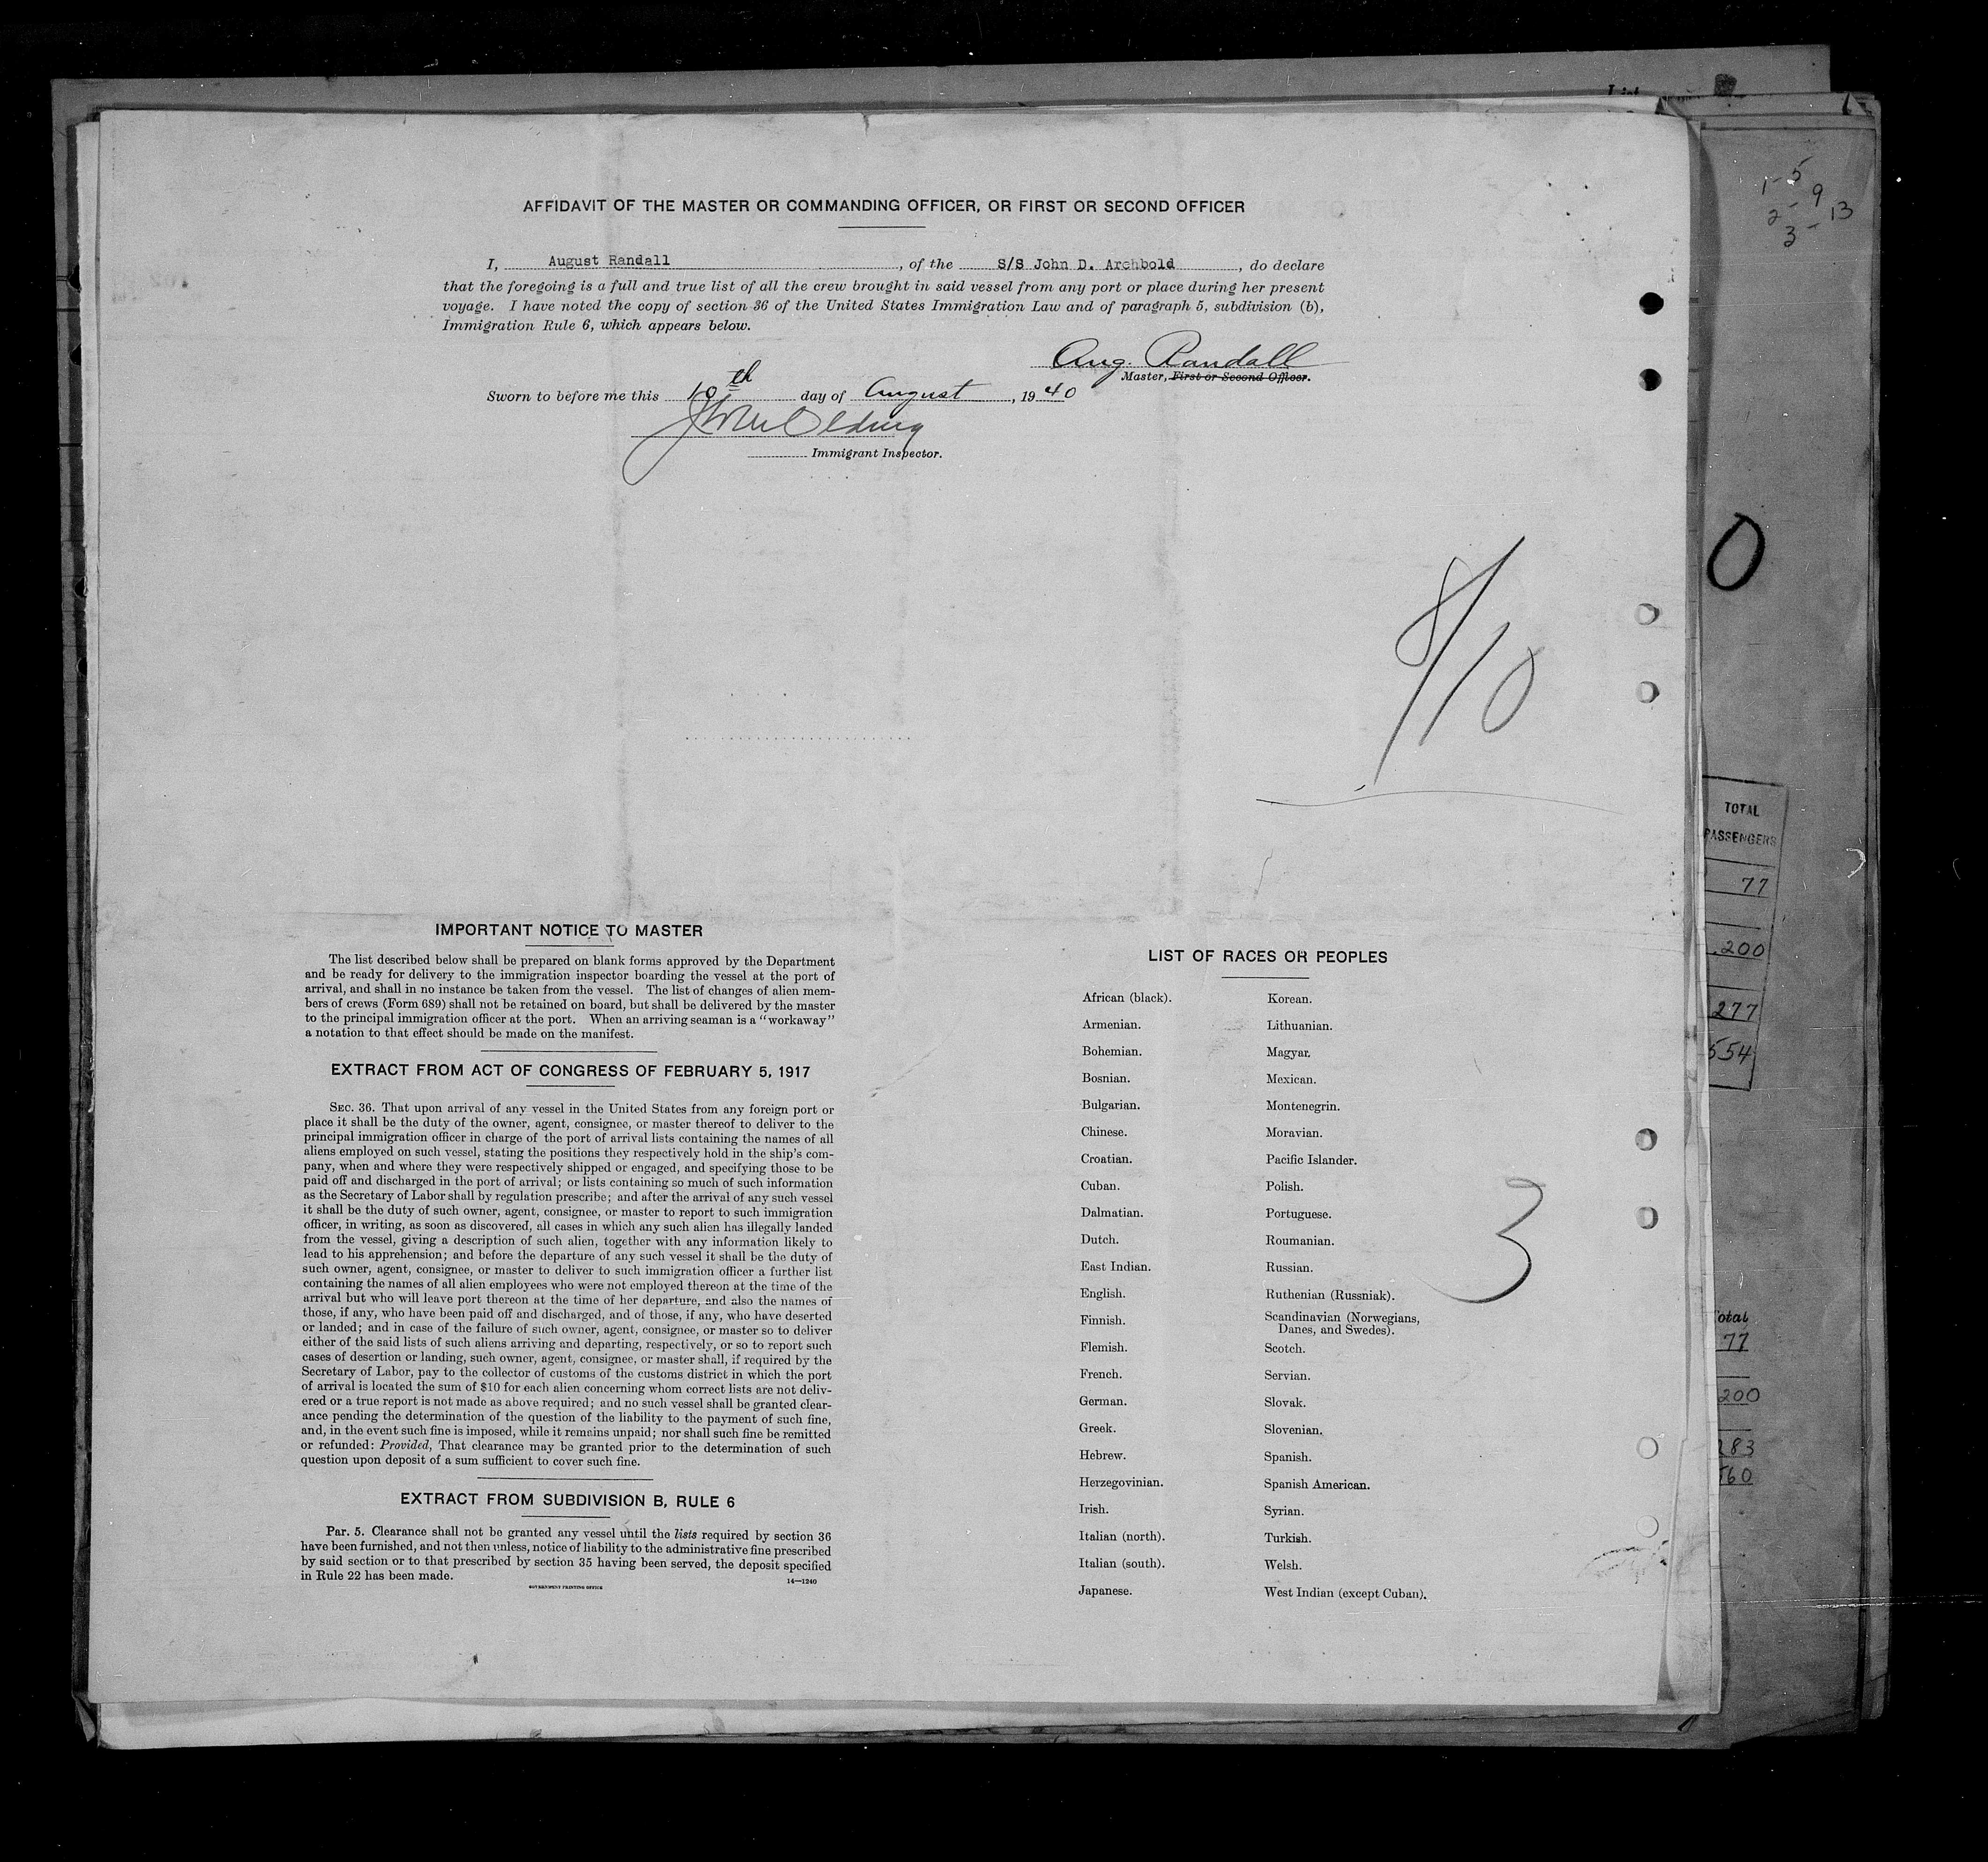 AFFIDAVIT OF THE MASTER OR COMMANDING OFFICER, OR FIRST OR SECOND OFFICER
I, August Randall, of the S/S John D. Archbold, do declare
that the foregoing is a full and true list of all the crew brought in said vessel from any port or place during her present
voyage. I have noted the copy of section 36 of the United States Immigration Law and of paragraph 5, subdivision (b),
Immigration Rule 6, which appears below.
Aug. Randall
Master, First or Second Officer.
Sworn to before me this 10th day of August, 1940
Immigrant Inspector.
8/10
IMPORTANT NOTICE TO MASTER
The list described below shall be prepared on blank forms approved by the Department
and be ready for delivery to the immigration inspector boarding the vessel at the port of
arrival, and shall in no instance be taken from the vessel. The list of changes of alien mem-
bers of crews (Form 689) shall not be retained on board, but shall be delivered by the master
to the principal immigration officer at the port. When an arriving seaman is a "workaway"
a notation to that effect should be made on the manifest.
EXTRACT FROM ACT OF CONGRESS OF FEBRUARY 5, 1917
SEC. 36. That upon arrival of any vessel in the United States from any foreign port or
place it shall be the duty of the owner, agent, consignee, or master thereof to deliver to the
principal immigration officer in charge of the port of arrival lists containing the names of all
aliens employed on such vessel, stating the positions they respectively hold in the ship's com-
pany, when and where they were respectively shipped or engaged, and specifying those to be
paid off and discharged in the port of arrival; or lists containing so much of such information
as the Secretary of Labor shall by regulation prescribe; and after the arrival of any such vessel
it shall be the duty of such owner, agent, consignee, or master to report to such immigration
officer, in writing, as soon as discovered, all cases in which any such alien has illegally landed
from the vessel, giving a description of such alien, together with any information likely to
lead to his apprehension; and before the departure of any such vessel it shall be the duty of
such owner, agent, consignee, or master to deliver to such immigration officer a further list
containing the names of all alien employees who were not employed thereon at the time of the
arrival but who will leave port thereon at the time of her departure, and also the names of
those, if any, who have been paid off and discharged, and of those, if any, who have deserted
or landed; and in case of the failure of such owner, agent, consignee, or master so to deliver
either of the said lists of such aliens arriving and departing, respectively, or so to report such
cases of desertion or landing, such owner, agent, consignee, or master shall, if required by the
Secretary of Labor, pay to the collector of customs of the customs district in which the port
of arrival is located the sum of $10 for each alien concerning whom correct lists are not deliv-
ered or a true report is not made as above required; and no such vessel shall be granted clear-
ance pending the determination of the question of the liability to the payment of such fine,
and, in the event such fine is imposed, while it remains unpaid; nor shall such fine be remitted
or refunded: Provided, That clearance may be granted prior to the determination of such
question upon deposit of a sum sufficient to cover such fine.
EXTRACT FROM SUBDIVISION B, RULE 6
Par. 5. Clearance shall not be granted any vessel until the lists required by section 36
have been furnished, and not then unless, notice of liability to the administrative fine prescribed
by said section or to that prescribed by section 35 having been served, the deposit specified
in Rule 22 has been made.
GOVERNMENT PRINTING OFFICE 14—1240
LIST OF RACES OR PEOPLES
African (black).
Armenian.
Bohemian.
Bosnian.
Bulgarian.
Chinese.
Croatian.
Cuban.
Dalmatian.
Dutch.
East Indian.
English.
Finnish.
Flemish.
French.
German.
Greek.
Hebrew.
Herzegovinian.
Irish.
Italian (north).
Italian (south).
Japanese.
Korean.
Lithuanian.
Magyar.
Mexican.
Montenegrin.
Moravian.
Pacific Islander.
Polish.
Portuguese.
Roumanian.
Russian.
Ruthenian (Russniak).
Scandinavian (Norwegians,
Danes, and Swedes).
Scotch.
Servian.
Slovak.
Slovenian.
Spanish.
Spanish American.
Syrian.
Turkish.
Welsh.
West Indian (except Cuban).
3
1- 5
2- 9
3- 13
0
TOTAL
PASSENGERS
77
200
277
554
otal
77
200
283
560